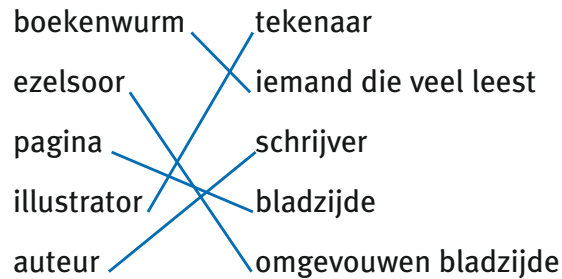 boekenwurm tekenaar
ezelsoor iemand die veel leest
pagina schrijver
illustrator bladzijde
auteur omgevouwen bladzijde